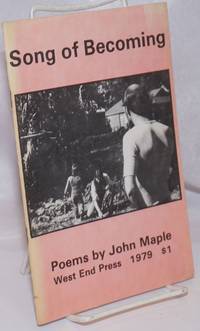 Song of Becoming
Poems by John Maple
West End Press 1979 $1